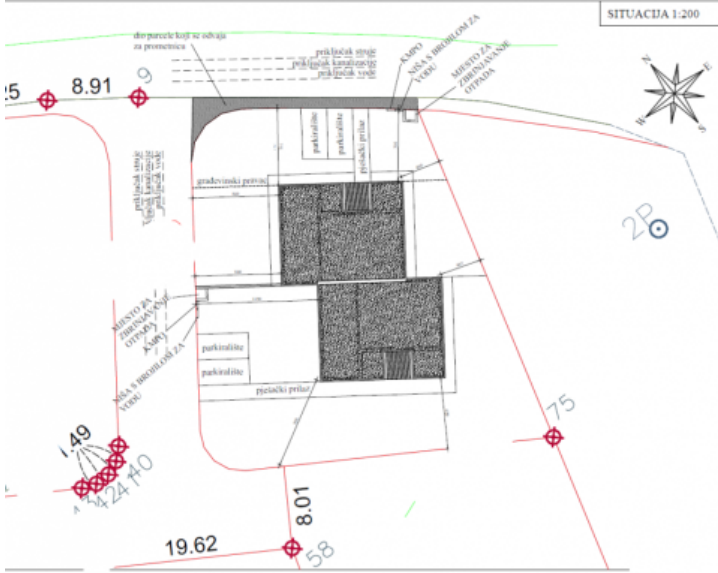 SITUACIJA 1:200
dio parcele koji se odvaja
za prometnicu
priključak struje
priključak kanalizacije
priključak vode
KMPO
NIŠA S BROJILOM ZA
VODU
MJESTO ZA
ZBRINJAVANJE
OTPADA
N
E
S
W
25
8.91
9
parkiralište
parkiralište
pješački prilaz
priključak struje
priključak kanalizacije
priključak vode
građevinski pravac
2P
MJESTO ZA
ZBRINJAVANJE
OTPADA
KMPO
NIŠA S BROJILOM ZA
VODU
parkiralište
parkiralište
pješački prilaz
75
1.49
40
8.01
19.62
58